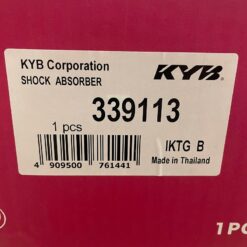 KYB Corporation
SHOCK ABSORBER
KYB
339113
1 pcs
4 909500 761441
IKTG B
Made in Thailand
1 PC